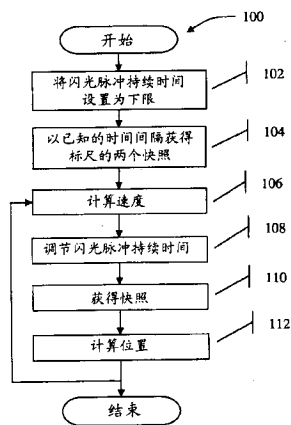 100
开始
将闪光脉冲持续时间
设置为下限
102
以已知的时间间隔获得
标尺的两个快照
104
计算速度
106
调节闪光脉冲持续时间
108
获得快照
110
计算位置
112
结束